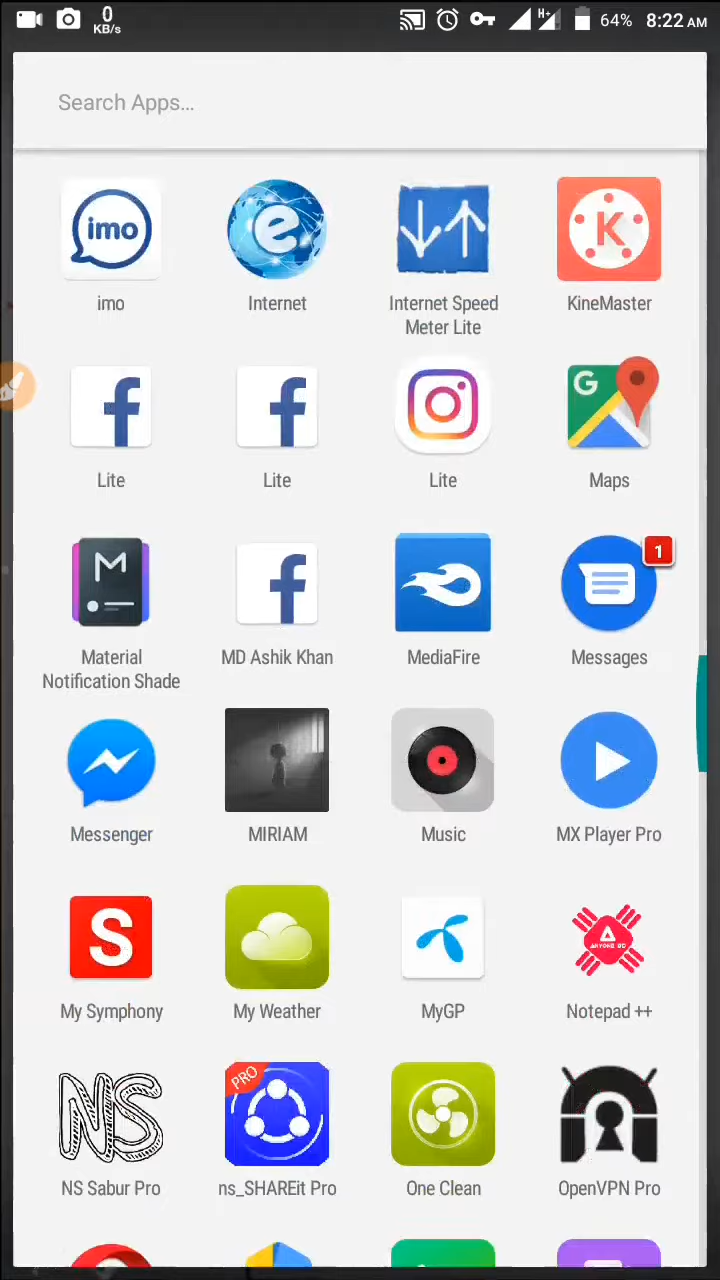 0
KB/s
H+
64%
8:22 AM
Search Apps...
imo
e
K
imo
Internet
Internet Speed
Meter Lite
KineMaster
f
f
G
Lite
Lite
Lite
Maps
M
f
1
Material
Notification Shade
MD Ashik Khan
MediaFire
Messages
Messenger
MIRIAM
Music
MX Player Pro
S
My Symphony
My Weather
MyGP
Notepad ++
NS
PRO
NS Sabur Pro
ns_SHAREit Pro
One Clean
OpenVPN Pro